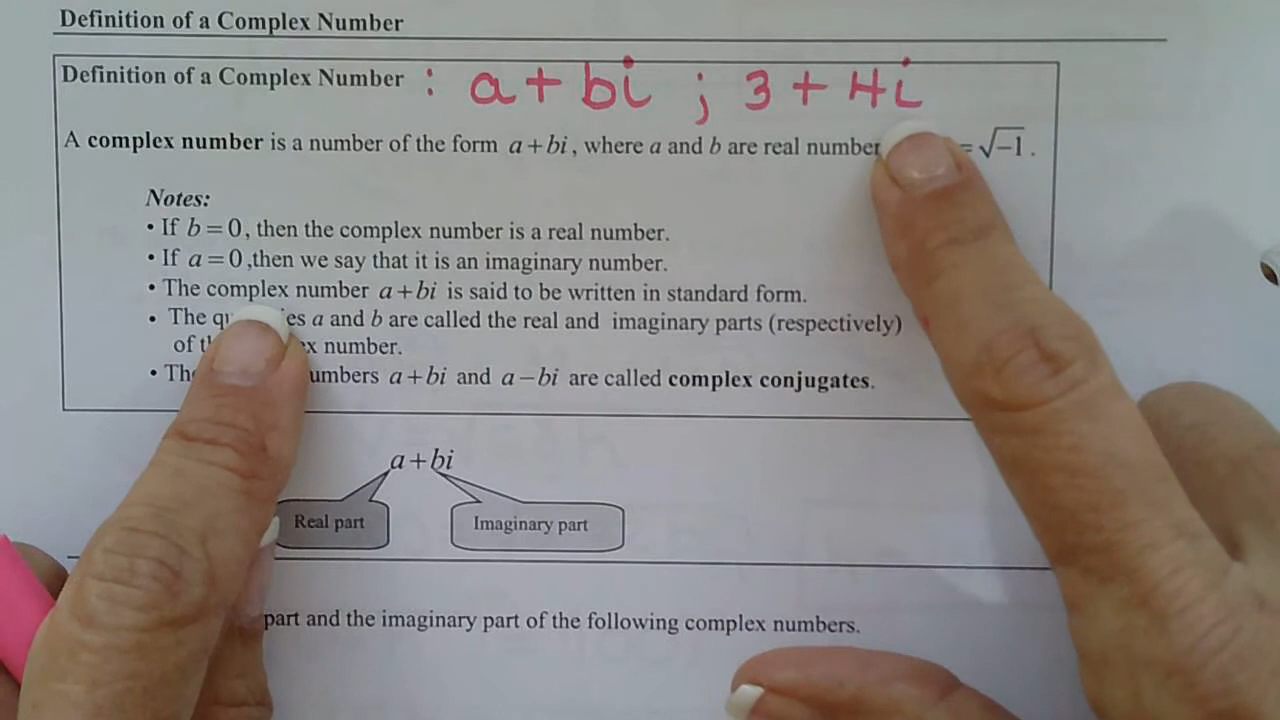 Definition of a Complex Number
Definition of a Complex Number : a + bi ; 3 + 4i
A complex number is a number of the form a + bi, where a and b are real number = √-1.
Notes:
• If b = 0, then the complex number is a real number.
• If a = 0 ,then we say that it is an imaginary number.
• The complex number a + bi is said to be written in standard form.
• The a and b are called the real and imaginary parts (respectively)
of number.
• a + bi and a − bi are called complex conjugates.
a + bi
Real part
Imaginary part
part and the imaginary part of the following complex numbers.